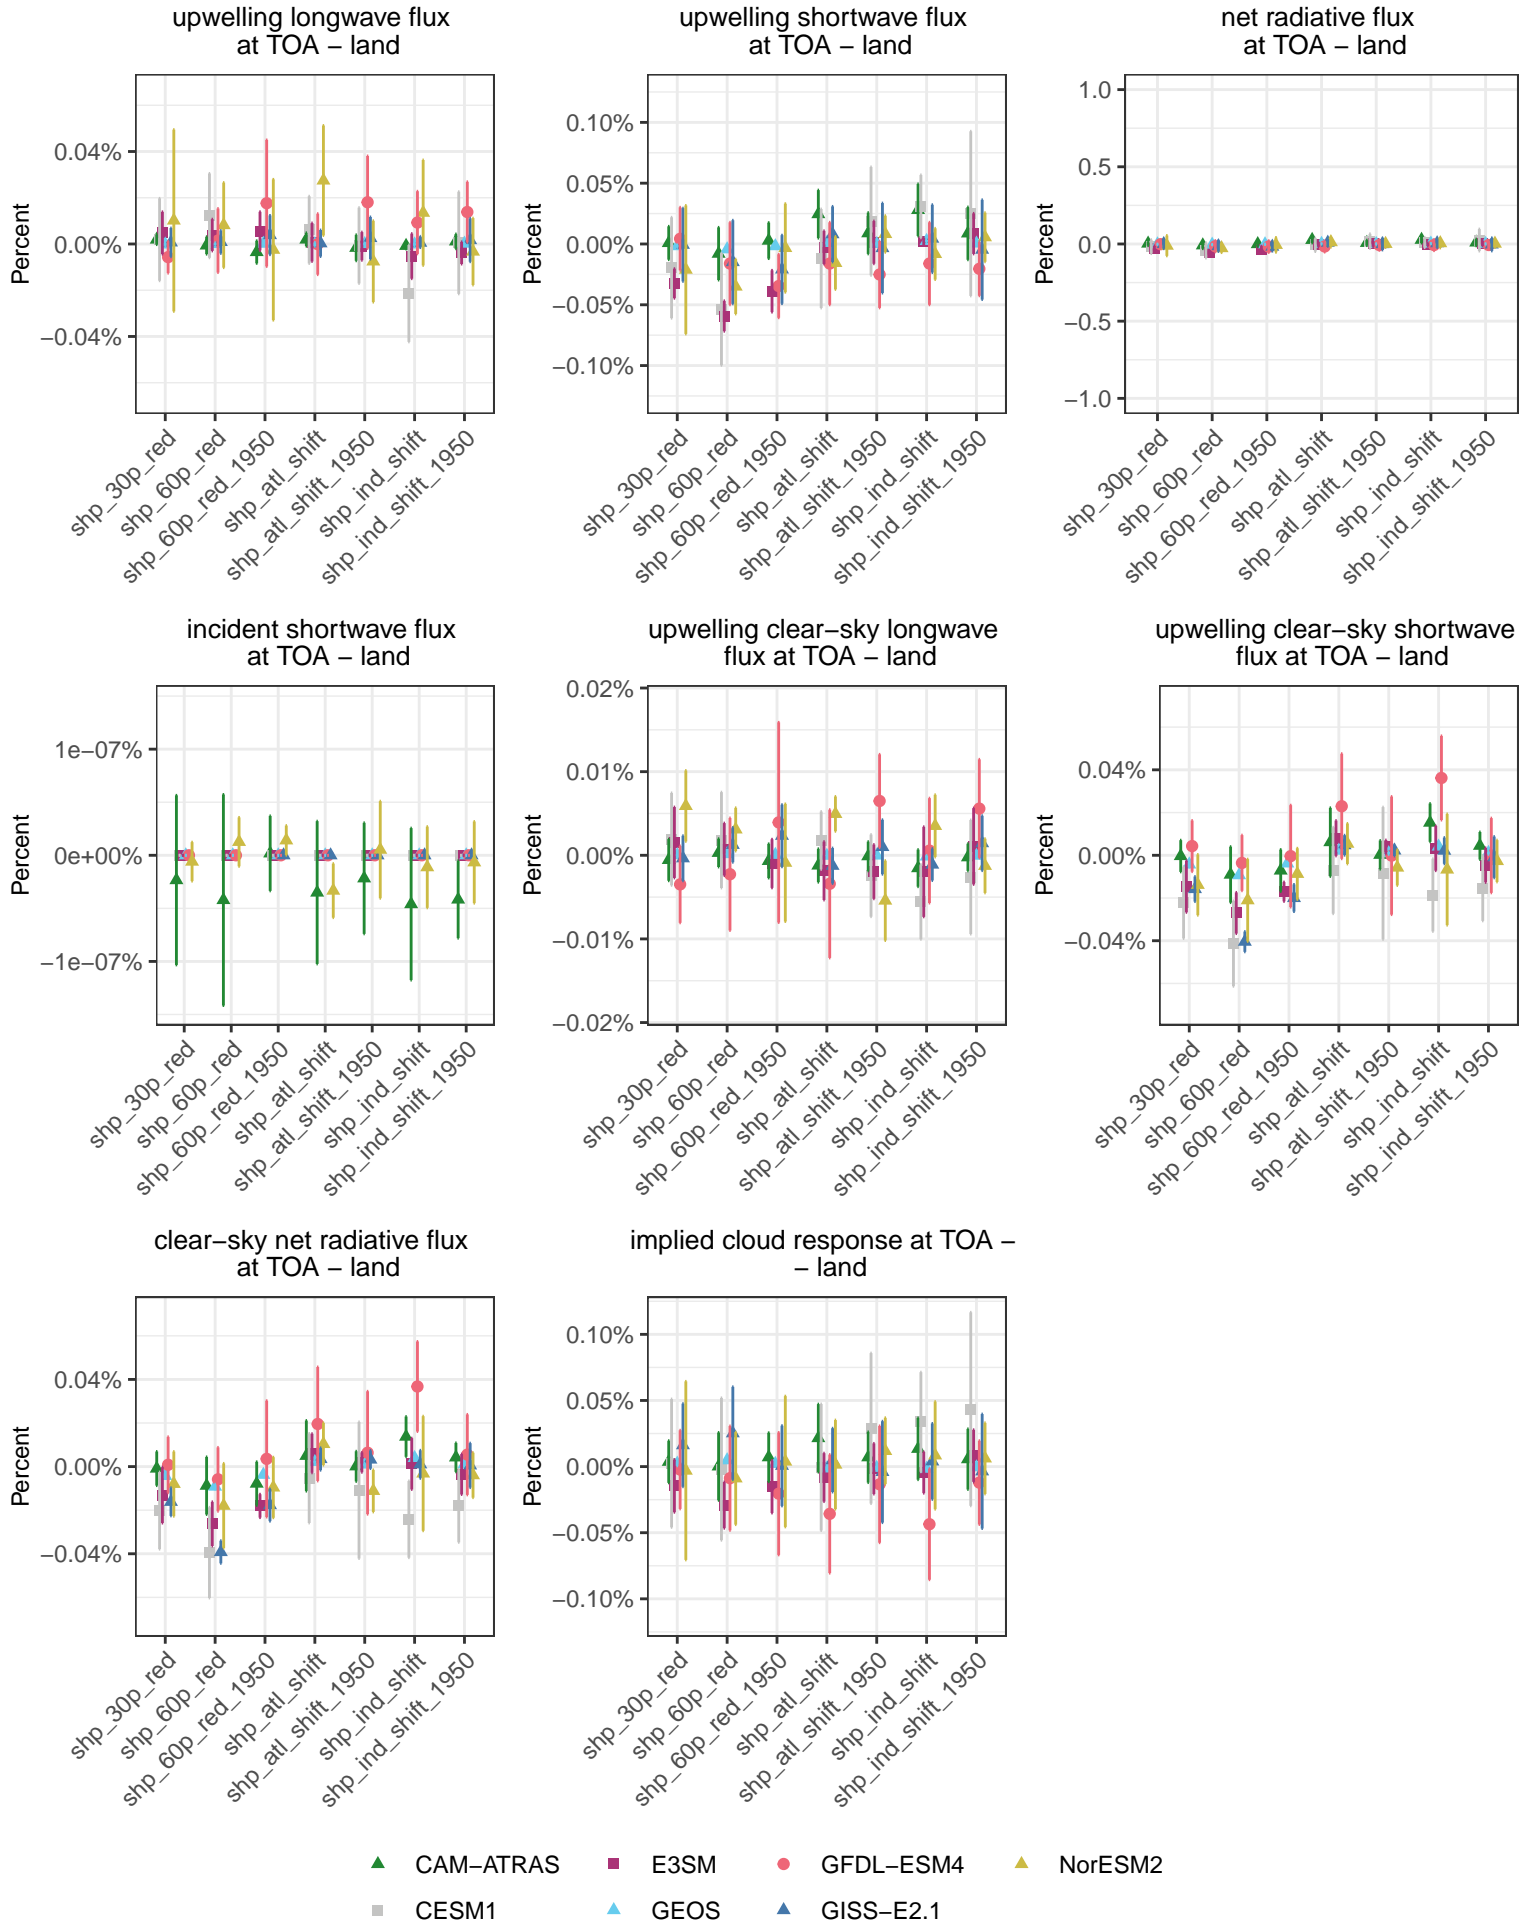 upwelling longwave flux
at TOA − land
Percent
0.04%
0.00%
−0.04%
shp_30p_red
shp_60p_red
shp_60p_red_1950
shp_atl_shift
shp_atl_shift_1950
shp_ind_shift
shp_ind_shift_1950
upwelling shortwave flux
at TOA − land
Percent
0.10%
0.05%
0.00%
−0.05%
−0.10%
shp_30p_red
shp_60p_red
shp_60p_red_1950
shp_atl_shift
shp_atl_shift_1950
shp_ind_shift
shp_ind_shift_1950
net radiative flux
at TOA − land
Percent
1.0
0.5
0.0
−0.5
−1.0
shp_30p_red
shp_60p_red
shp_60p_red_1950
shp_atl_shift
shp_atl_shift_1950
shp_ind_shift
shp_ind_shift_1950
incident shortwave flux
at TOA − land
Percent
1e−07%
0e+00%
−1e−07%
shp_30p_red
shp_60p_red
shp_60p_red_1950
shp_atl_shift
shp_atl_shift_1950
shp_ind_shift
shp_ind_shift_1950
upwelling clear−sky longwave
flux at TOA − land
Percent
0.02%
0.01%
0.00%
−0.01%
−0.02%
shp_30p_red
shp_60p_red
shp_60p_red_1950
shp_atl_shift
shp_atl_shift_1950
shp_ind_shift
shp_ind_shift_1950
upwelling clear−sky shortwave
flux at TOA − land
Percent
0.04%
0.00%
−0.04%
shp_30p_red
shp_60p_red
shp_60p_red_1950
shp_atl_shift
shp_atl_shift_1950
shp_ind_shift
shp_ind_shift_1950
clear−sky net radiative flux
at TOA − land
Percent
0.04%
0.00%
−0.04%
shp_30p_red
shp_60p_red
shp_60p_red_1950
shp_atl_shift
shp_atl_shift_1950
shp_ind_shift
shp_ind_shift_1950
implied cloud response at TOA −
− land
Percent
0.10%
0.05%
0.00%
−0.05%
−0.10%
shp_30p_red
shp_60p_red
shp_60p_red_1950
shp_atl_shift
shp_atl_shift_1950
shp_ind_shift
shp_ind_shift_1950
CAM−ATRAS E3SM GFDL−ESM4 NorESM2
CESM1 GEOS GISS−E2.1